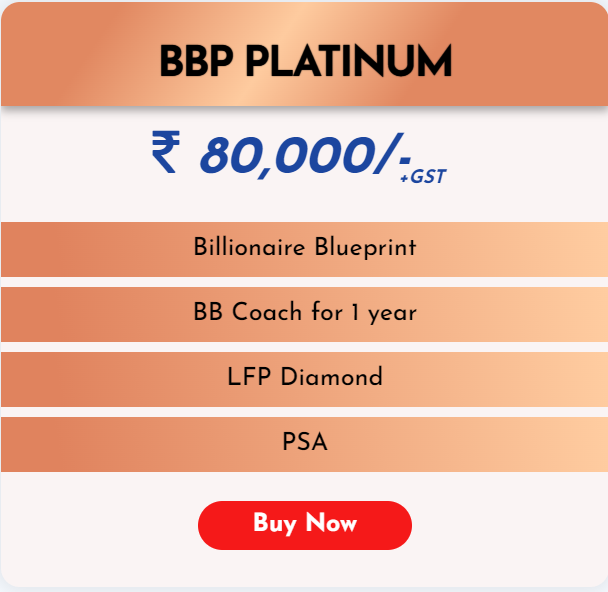 BBP PLATINUM
₹ 80,000/-
+GST
Billionaire Blueprint
BB Coach for 1 year
LFP Diamond
PSA
Buy Now